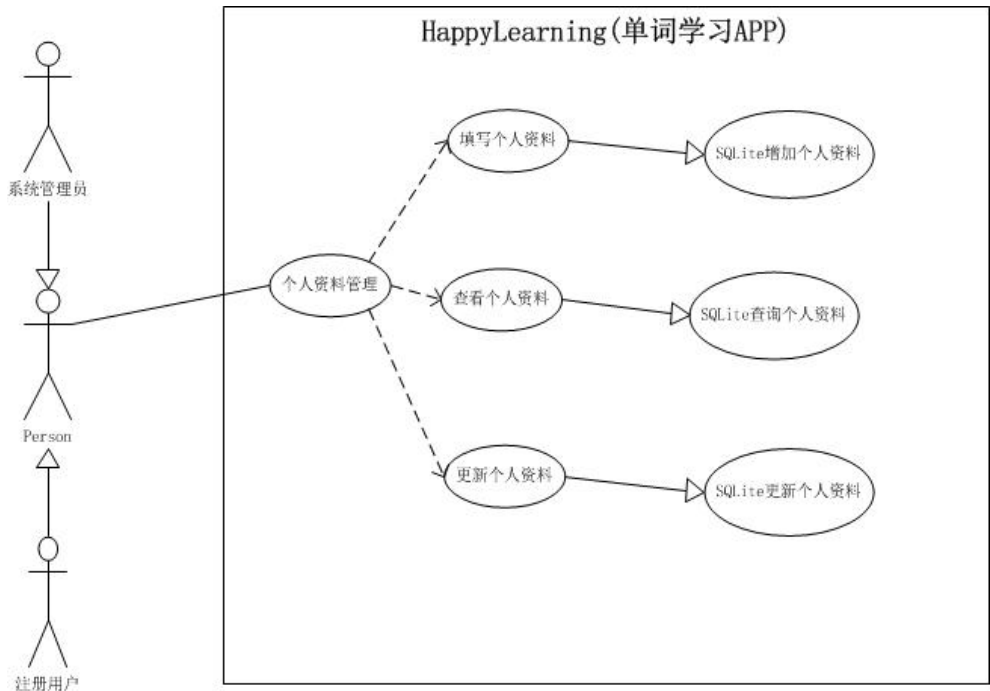 HappyLearning(单词学习APP)
系统管理员
Person
注册用户
个人资料管理
填写个人资料
SQLite增加个人资料
查看个人资料
SQLite查询个人资料
更新个人资料
SQLite更新个人资料